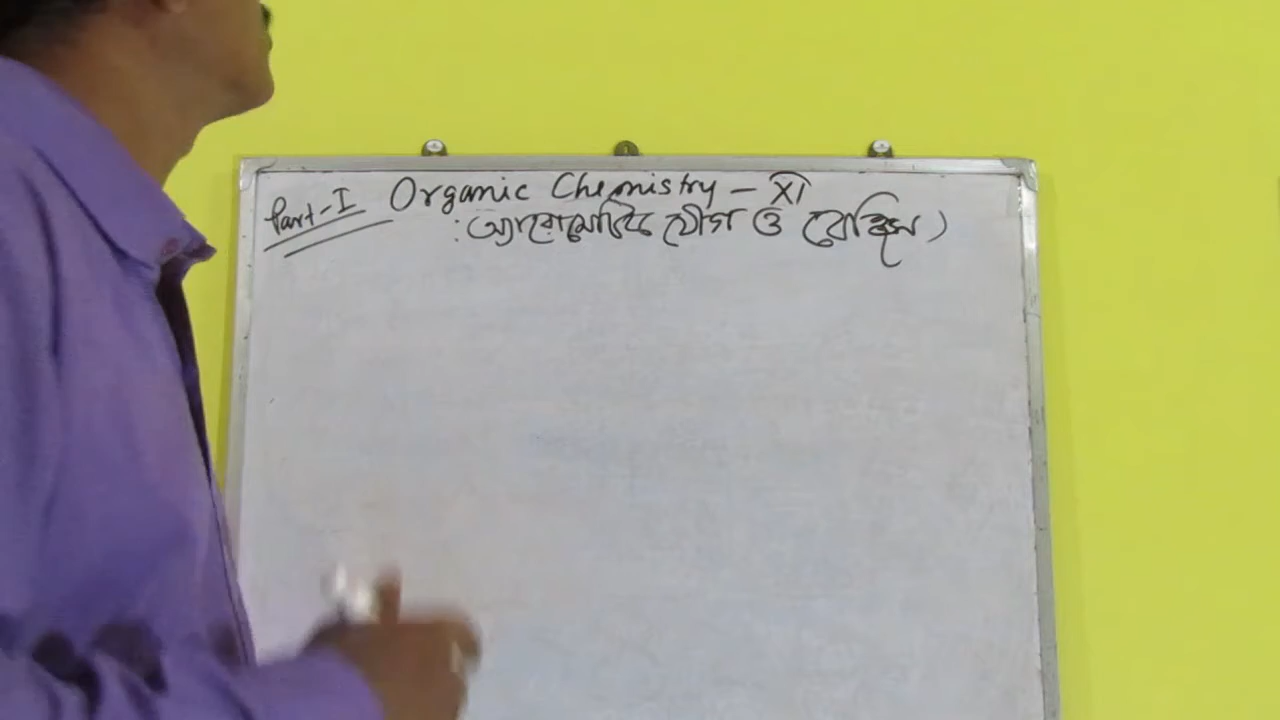 Part-I Organic Chemistry - XI
: অ্যারোমেটিক যৌগ ও বেঞ্জিন )